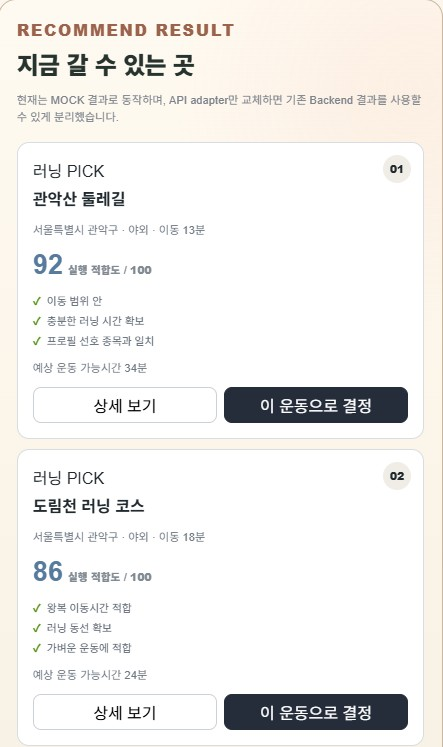 RECOMMEND RESULT
지금 갈 수 있는 곳
현재는 MOCK 결과로 동작하며, API adapter만 교체하면 기존 Backend 결과를 사용할
수 있게 분리했습니다.
러닝 PICK
01
관악산 둘레길
서울특별시 관악구 · 야외 · 이동 13분
92 실행 적합도 / 100
✓ 이동 범위 안
✓ 충분한 러닝 시간 확보
✓ 프로필 선호 종목과 일치
예상 운동 가능시간 34분
상세 보기
이 운동으로 결정
러닝 PICK
02
도림천 러닝 코스
서울특별시 관악구 · 야외 · 이동 18분
86 실행 적합도 / 100
✓ 왕복 이동시간 적합
✓ 러닝 동선 확보
✓ 가벼운 운동에 적합
예상 운동 가능시간 24분
상세 보기
이 운동으로 결정